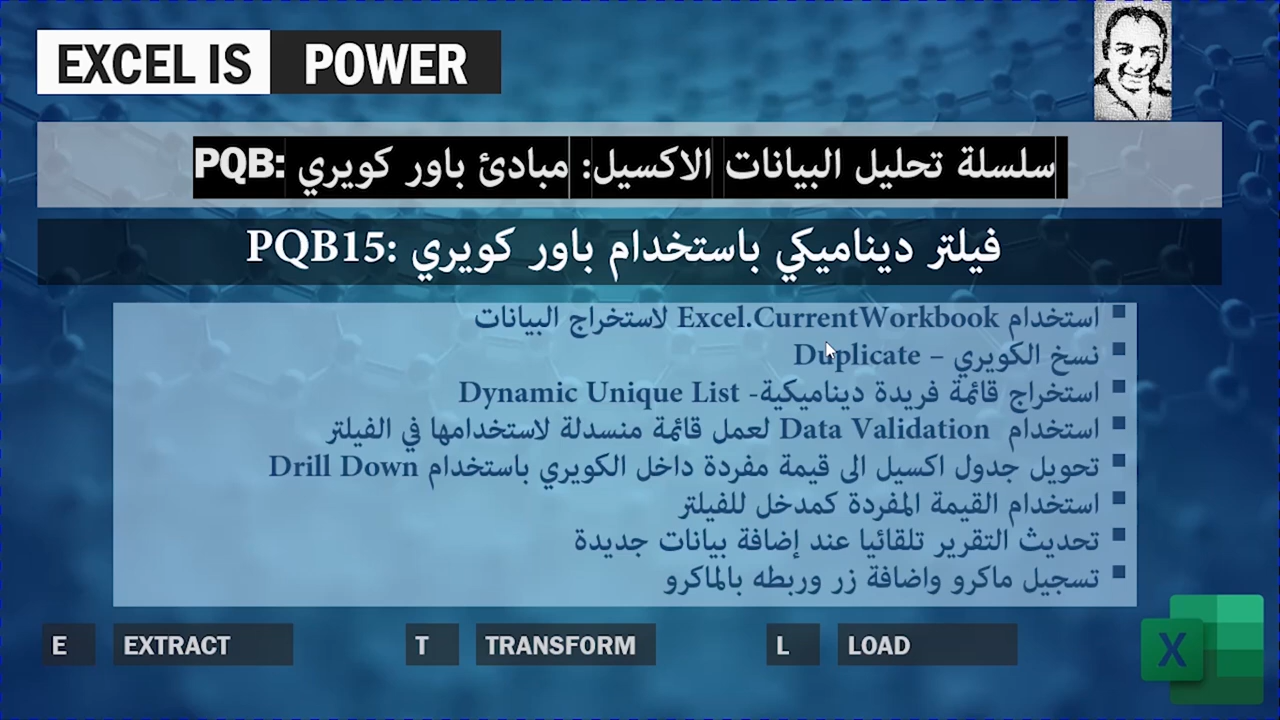 EXCEL IS POWER
سلسلة تحليل البيانات الاكسيل: مبادئ باور كويري PQB:
PQB15: فيلتر ديناميكي باستخدام باور كويري
استخدام Excel.CurrentWorkbook لاستخراج البيانات
نسخ الكويري – Duplicate
استخراج قائمة فريدة ديناميكية- Dynamic Unique List
استخدام Data Validation لعمل قائمة منسدلة لاستخدامها في الفيلتر
تحويل جدول اكسيل الى قيمة مفردة داخل الكويري باستخدام Drill Down
استخدام القيمة المفردة كمدخل للفيلتر
تحديث التقرير تلقائيا عند إضافة بيانات جديدة
تسجيل ماكرو واضافة زر وربطه بالماكرو
E EXTRACT T TRANSFORM L LOAD
X